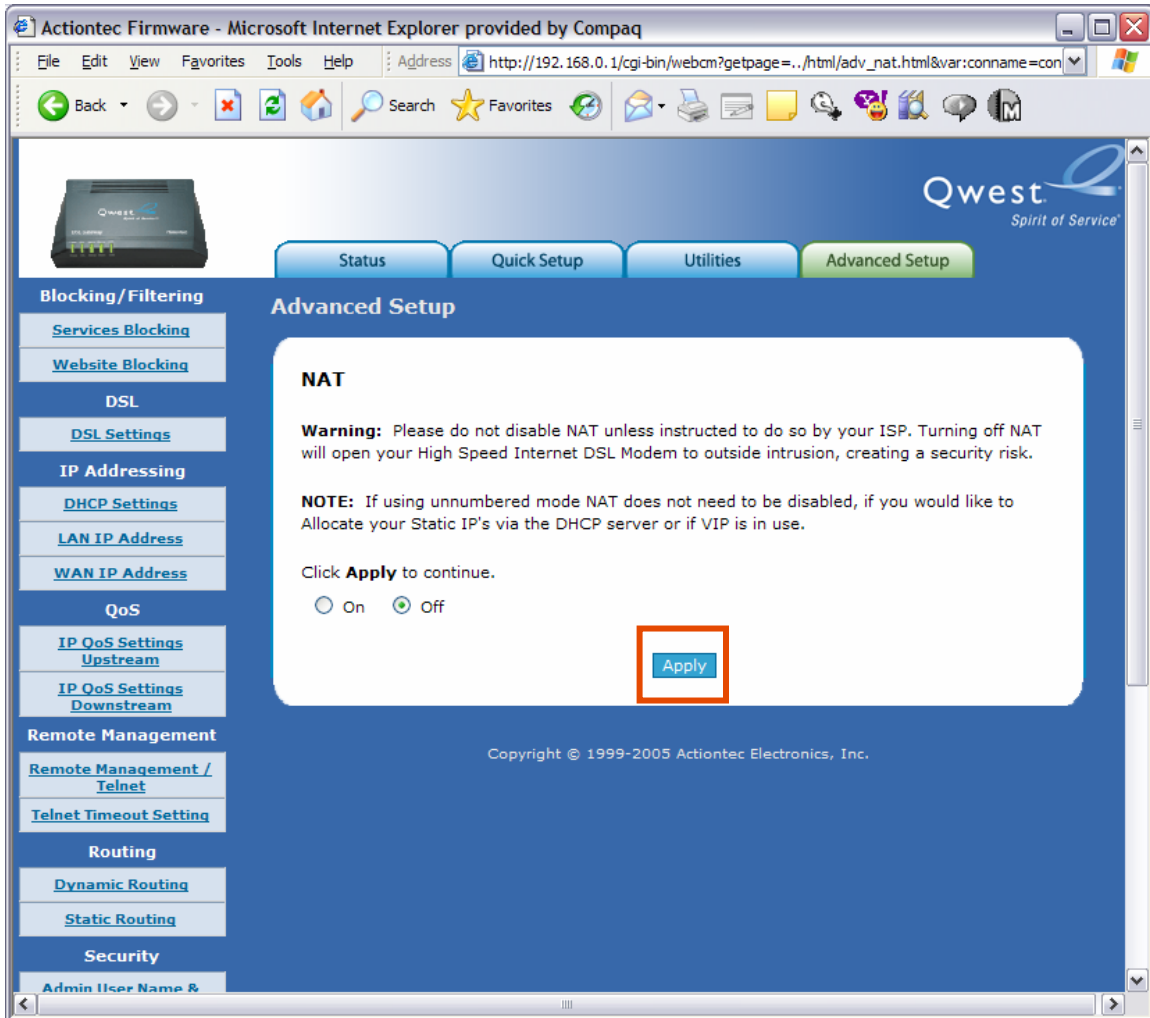 Actiontec Firmware - Microsoft Internet Explorer provided by Compaq
File Edit View Favorites Tools Help Address http://192.168.0.1/cgi-bin/webcm?getpage=../html/adv_nat.html&var:conname=con
Back Search Favorites
Qwest
Qwest.
Spirit of Service
Status Quick Setup Utilities Advanced Setup
Blocking/Filtering
Services Blocking
Website Blocking
DSL
DSL Settings
IP Addressing
DHCP Settings
LAN IP Address
WAN IP Address
QoS
IP QoS Settings
Upstream
IP QoS Settings
Downstream
Remote Management
Remote Management /
Telnet
Telnet Timeout Setting
Routing
Dynamic Routing
Static Routing
Security
Admin User Name &
Advanced Setup
NAT
Warning: Please do not disable NAT unless instructed to do so by your ISP. Turning off NAT
will open your High Speed Internet DSL Modem to outside intrusion, creating a security risk.
NOTE: If using unnumbered mode NAT does not need to be disabled, if you would like to
Allocate your Static IP's via the DHCP server or if VIP is in use.
Click Apply to continue.
On Off
Apply
Copyright © 1999-2005 Actiontec Electronics, Inc.